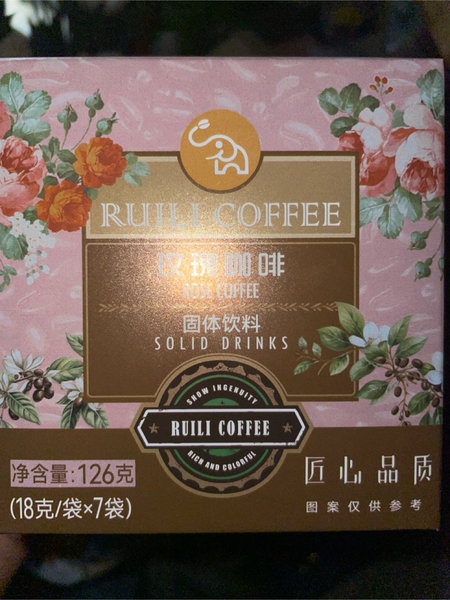 RUILI COFFEE
玫瑰咖啡
ROSE COFFEE
固体饮料
SOLID DRINKS
SHOW INGENUITY
RUILI COFFEE
RICH AND COLORFUL
净含量:126克
(18克/袋×7袋)
匠心品质
图案仅供参考